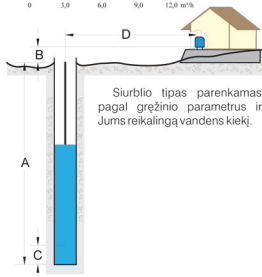 0 3,0 6,0 9,0 12,0 m³/h
D
B
Siurblio tipas parenkamas
pagal gręžinio parametrus ir
Jums reikalingą vandens kiekį.
A
C